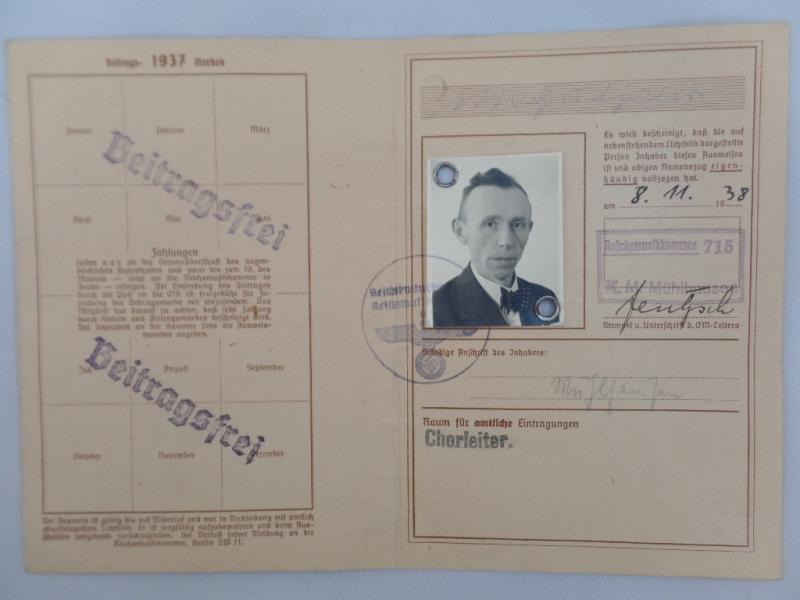 Beitrags- 1937 Marken
Januar Februar März
Beitragsfrei
April Mai Juni
Zahlungen
sollen nur an die Ortsmusikerschaft des augen-
blicklichen Aufenthaltes und zwar bis zum 10. des
Monats — nicht an die Reichsmusikkammer in
Berlin — erfolgen. Bei Einsendung des Beitrages
durch die Post an die OM ist Freigebühr für Zu-
sendung der Beitragsmarke mit beizufügen. Das
Mitglied hat darauf zu achten, daß jede Zahlung
durch Kleben von Beitragsmarken bescheinigt wird.
Bei Schreiben an die Kammer stets die Ausweis-
nummer angeben.
Juli August September
Beitragsfrei
Oktober November Dezember
Der Ausweis ist gültig bis auf Widerruf und nur in Verbindung mit amtlich
abgestempeltem Lichtbild. Er ist sorgfältig aufzubewahren und beim Aus-
scheiden umgehend zurückzusenden. Bei Verlust sofort Meldung an die
Reichsmusikkammer, Berlin SW 11.
Es wird bescheinigt, daß die auf
nebenstehendem Lichtbild dargestellte
Person Inhaber dieses Ausweises
ist und obigen Namenszug eigen-
händig vollzogen hat.
am 8. 11. 1938
Reichsmusikkammer 715
K. M. Mühlhausen
Stempel u. Unterschrift d. OM-Leiters
Ständige Anschrift des Inhabers:
Mühlhausen
Raum für amtliche Eintragungen
Chorleiter.